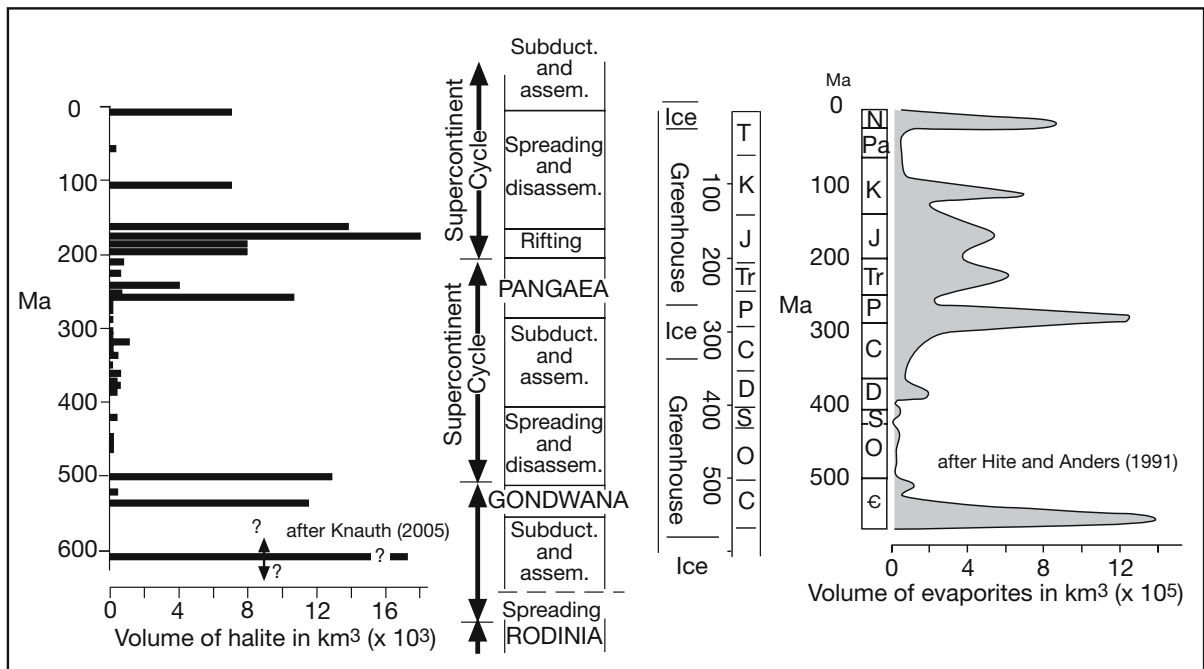 0
100
200
Ma
300
400
500
600
?
after Knauth (2005)
?
?
0 4 8 12 16
Volume of halite in km³ (x 10³)
Supercontinent
Cycle
Supercontinent
Cycle
Subduct.
and
assem.
Spreading
and
disassem.
Rifting
PANGAEA
Subduct.
and
assem.
Spreading
and
disassem.
GONDWANA
Subduct.
and
assem.
Spreading
RODINIA
Ice
Greenhouse
Ice
Greenhouse
Ice
100
200
300
400
500
T
K
J
Tr
P
C
D
S
O
C
Ma
0
100
200
Ma
300
400
500
N
Pa
K
J
Tr
P
C
D
S
O
€
after Hite and Anders (1991)
0 4 8 12
Volume of evaporites in km³ (x 10⁵)